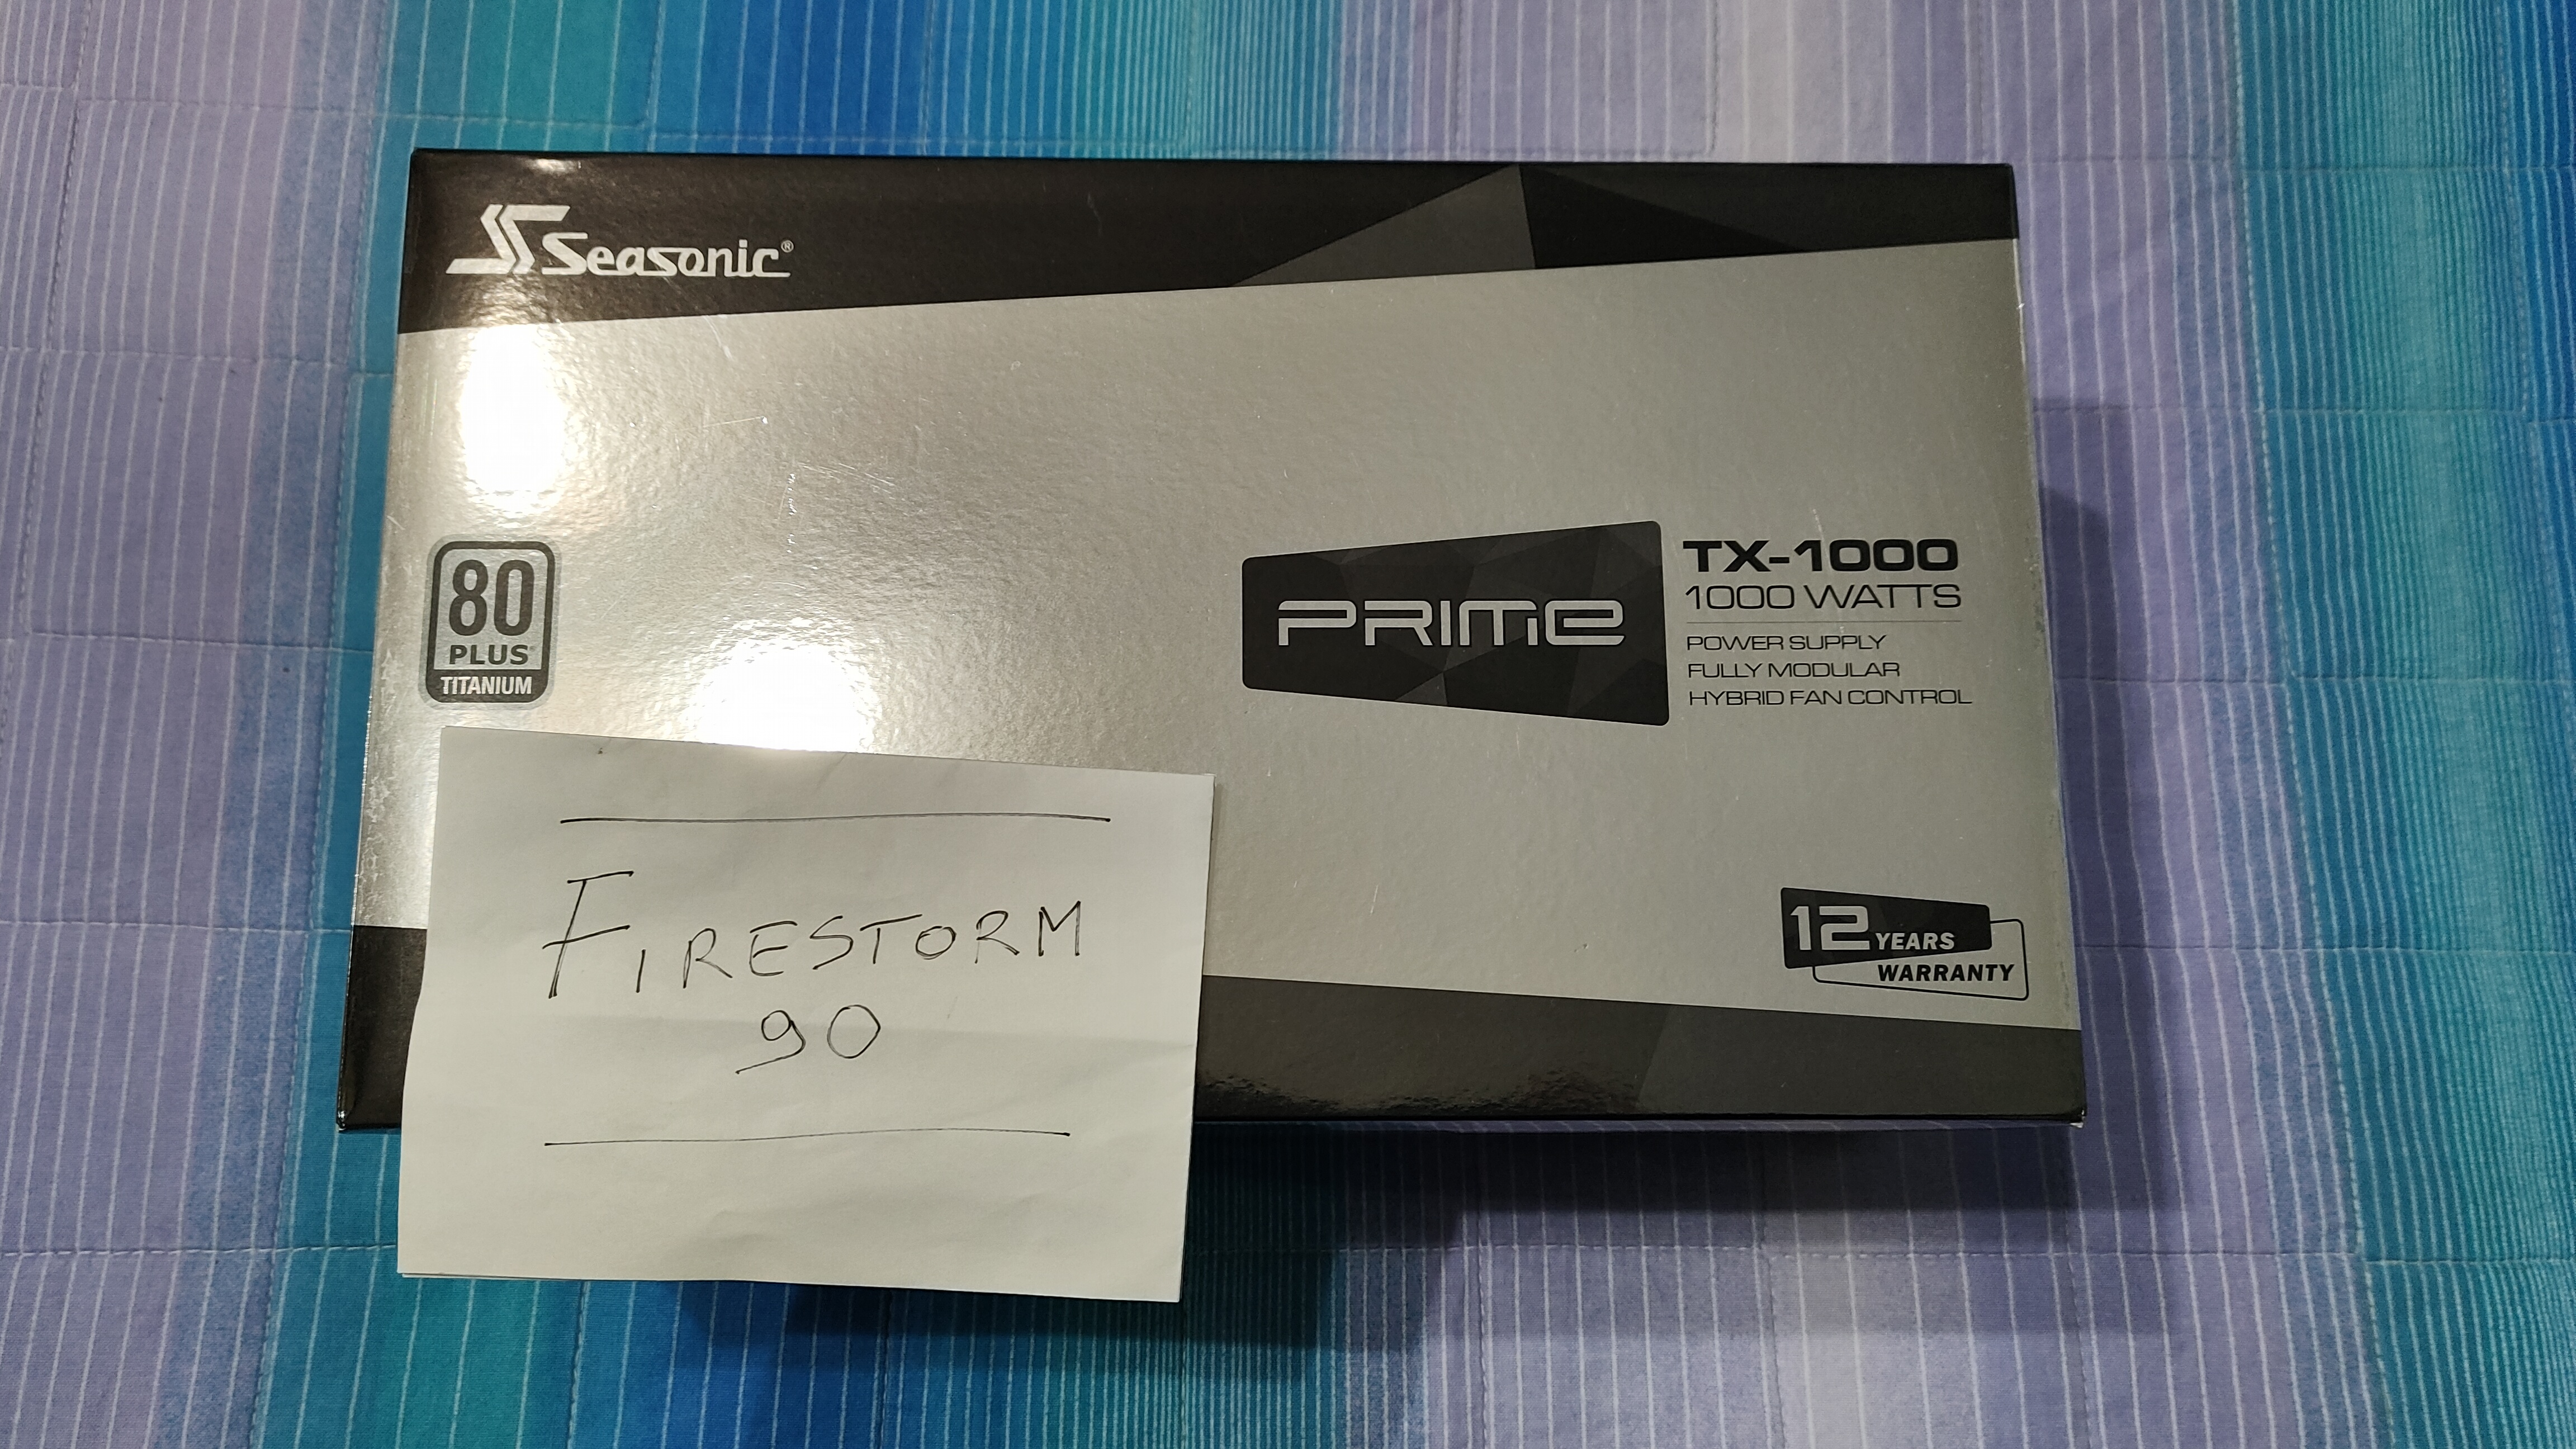 Seasonic®
80
PLUS
TITANIUM
PRIME
TX-1000
1000 WATTS
POWER SUPPLY
FULLY MODULAR
HYBRID FAN CONTROL
FIRESTORM
90
12 YEARS
WARRANTY